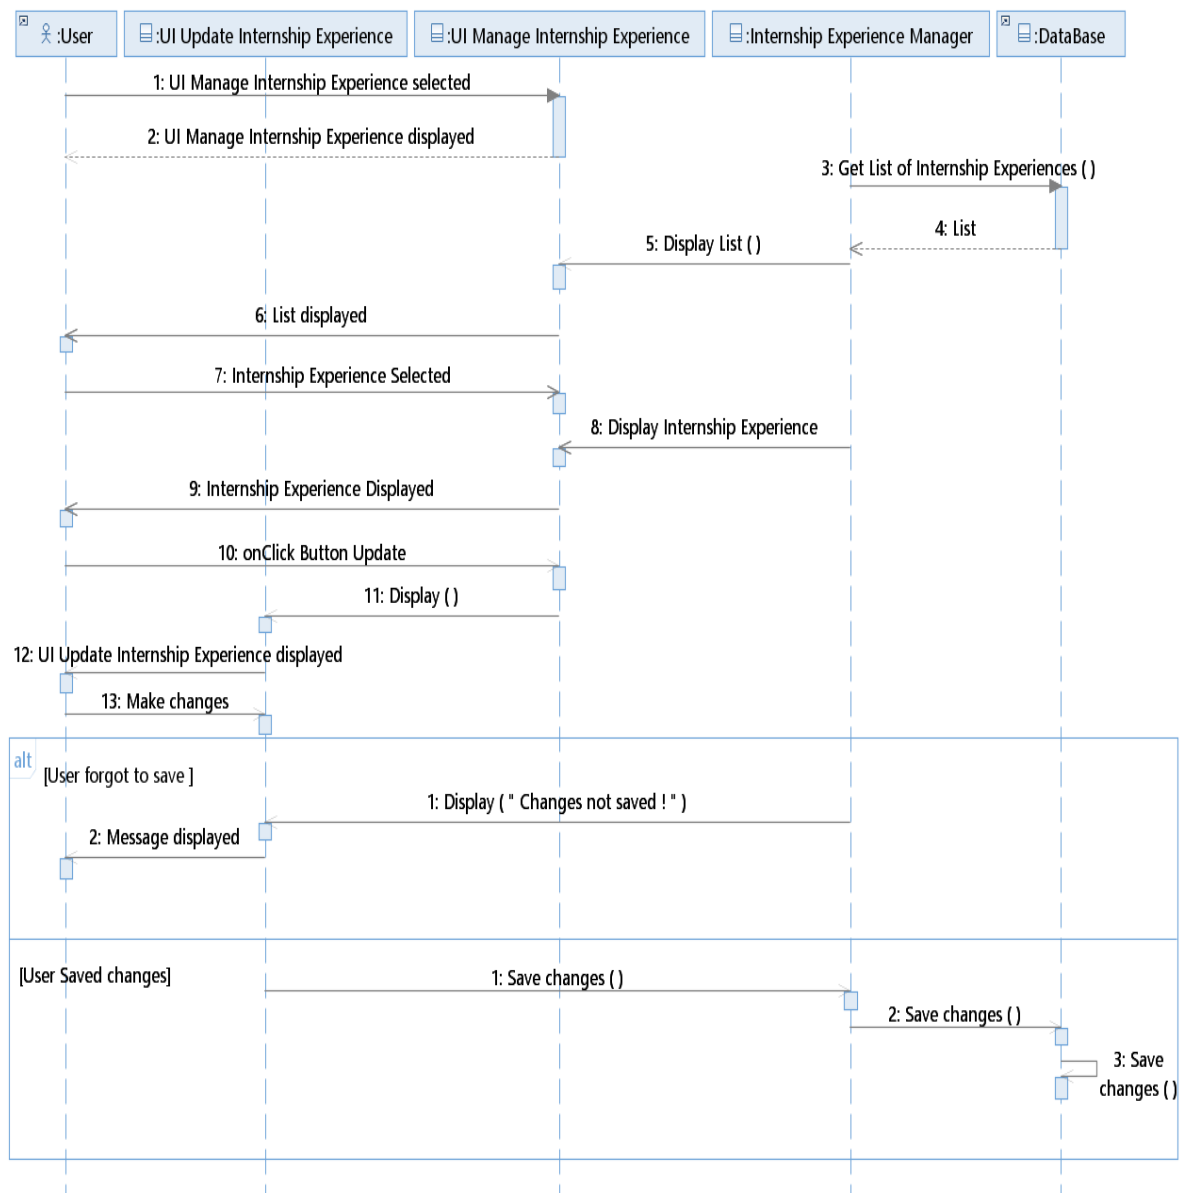 :User
:UI Update Internship Experience
:UI Manage Internship Experience
:Internship Experience Manager
:DataBase
1: UI Manage Internship Experience selected
2: UI Manage Internship Experience displayed
3: Get List of Internship Experiences ( )
4: List
5: Display List ( )
6: List displayed
7: Internship Experience Selected
8: Display Internship Experience
9: Internship Experience Displayed
10: onClick Button Update
11: Display ( )
12: UI Update Internship Experience displayed
13: Make changes
alt
[User forgot to save ]
1: Display ( " Changes not saved ! " )
2: Message displayed
[User Saved changes]
1: Save changes ( )
2: Save changes ( )
3: Save
changes ( )